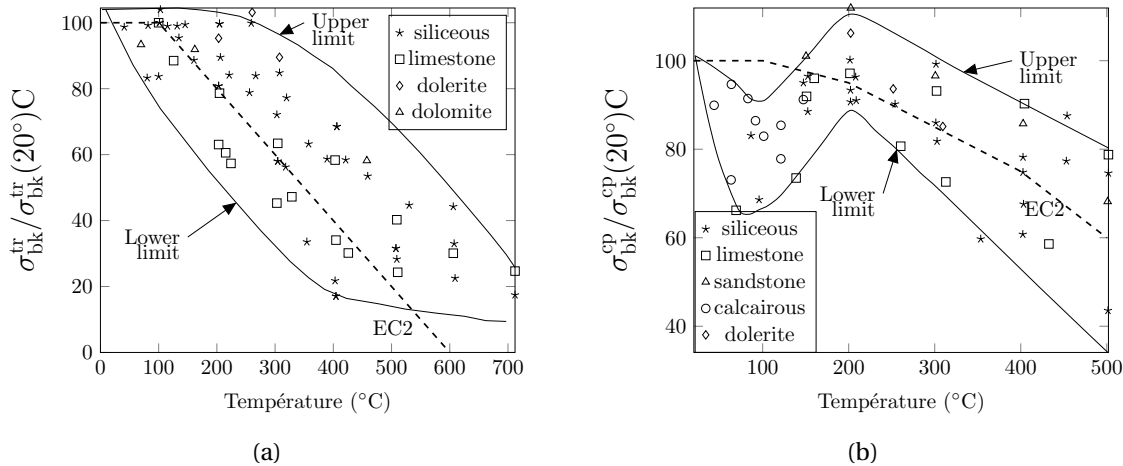 100
80
60
40
20
0
0
100
200
300
400
500
600
700
σ_bk^tr/σ_bk^tr(20°)C
Température (°C)
Upper
limit
Lower
limit
EC2
siliceous
limestone
dolerite
dolomite
(a)
100
80
60
40
100
200
300
400
500
σ_bk^cp/σ_bk^cp(20°)C
Température (°C)
Upper
limit
Lower
limit
EC2
siliceous
limestone
sandstone
calcairous
dolerite
(b)